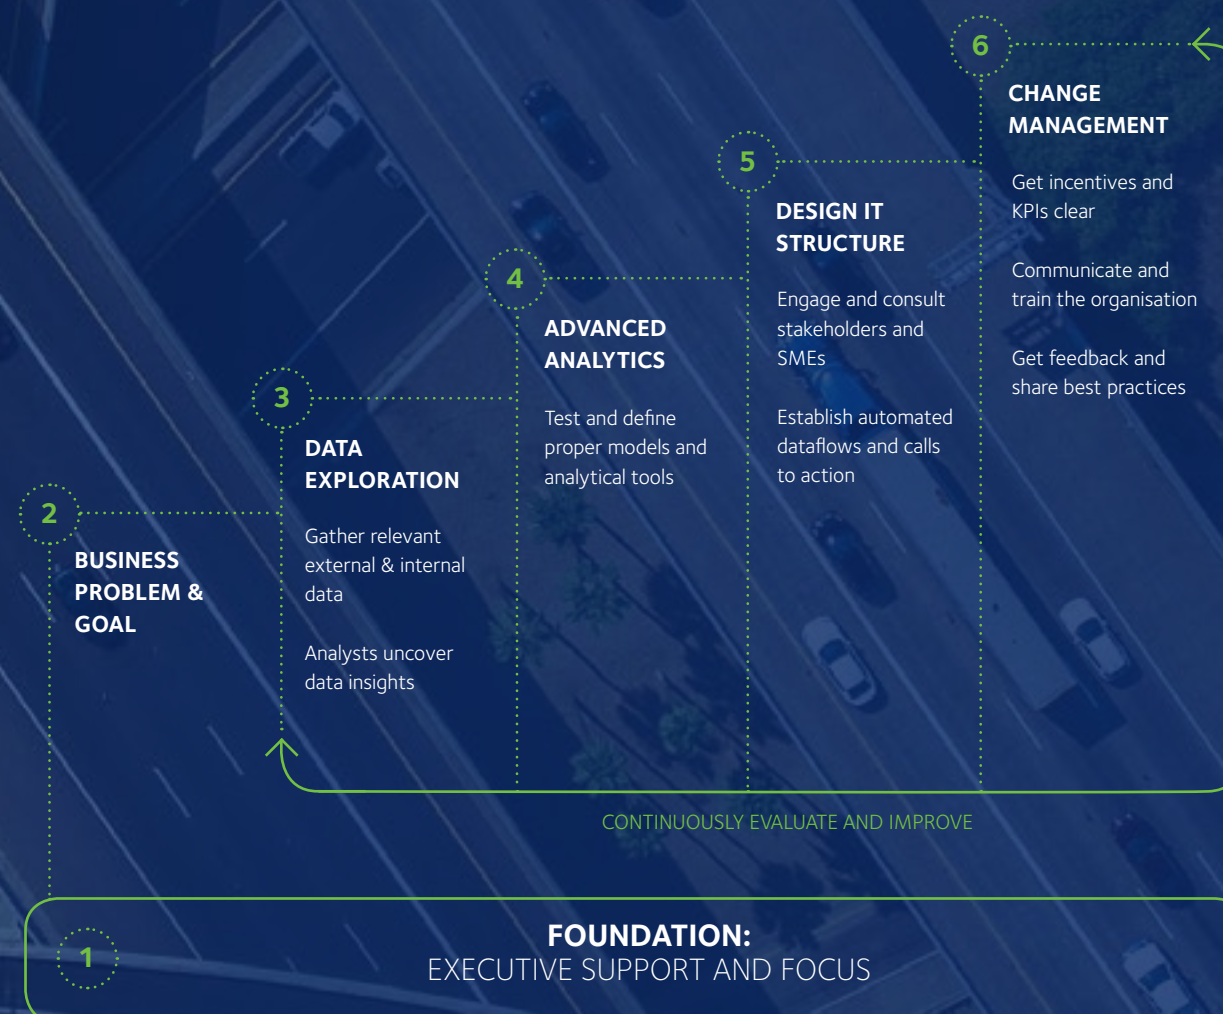 6
CHANGE
MANAGEMENT
Get incentives and
KPIs clear
Communicate and
train the organisation
Get feedback and
share best practices
5
DESIGN IT
STRUCTURE
Engage and consult
stakeholders and
SMEs
Establish automated
dataflows and calls
to action
4
ADVANCED
ANALYTICS
Test and define
proper models and
analytical tools
3
DATA
EXPLORATION
Gather relevant
external & internal
data
Analysts uncover
data insights
2
BUSINESS
PROBLEM &
GOAL
CONTINUOUSLY EVALUATE AND IMPROVE
1
FOUNDATION:
EXECUTIVE SUPPORT AND FOCUS